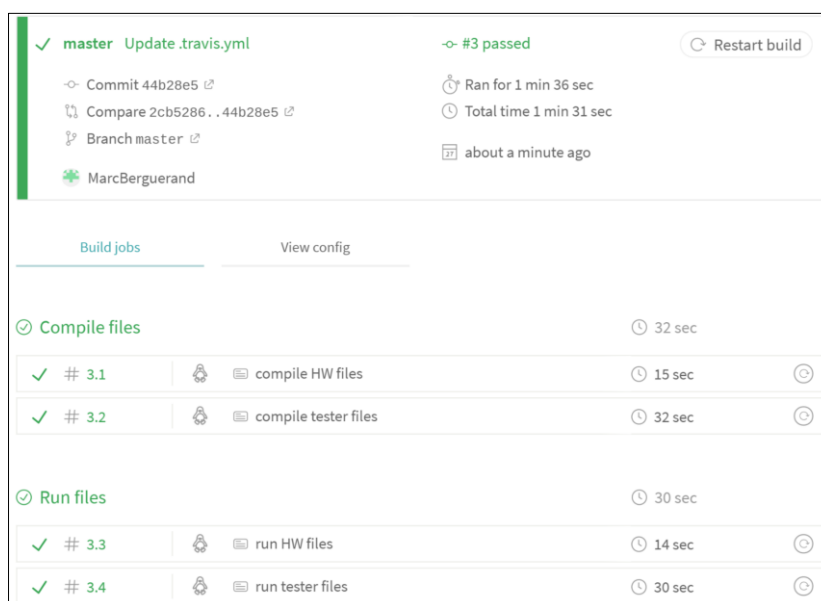 master Update .travis.yml
#3 passed
Restart build
Commit 44b28e5
Ran for 1 min 36 sec
Compare 2cb5286..44b28e5
Total time 1 min 31 sec
Branch master
27 about a minute ago
MarcBerguerand
Build jobs
View config
Compile files
32 sec
# 3.1 compile HW files 15 sec
# 3.2 compile tester files 32 sec
Run files
30 sec
# 3.3 run HW files 14 sec
# 3.4 run tester files 30 sec